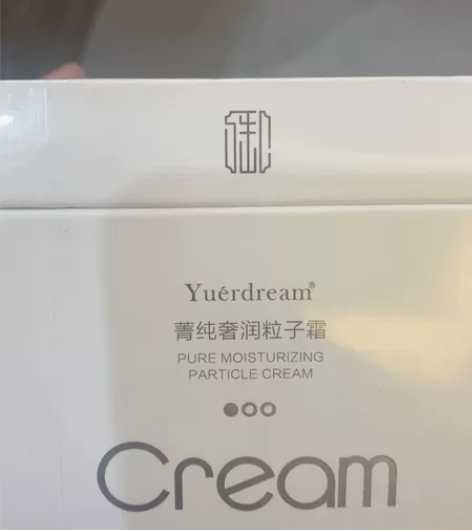 御
Yuérdream®
菁纯奢润粒子霜
PURE MOISTURIZING
PARTICLE CREAM
Cream